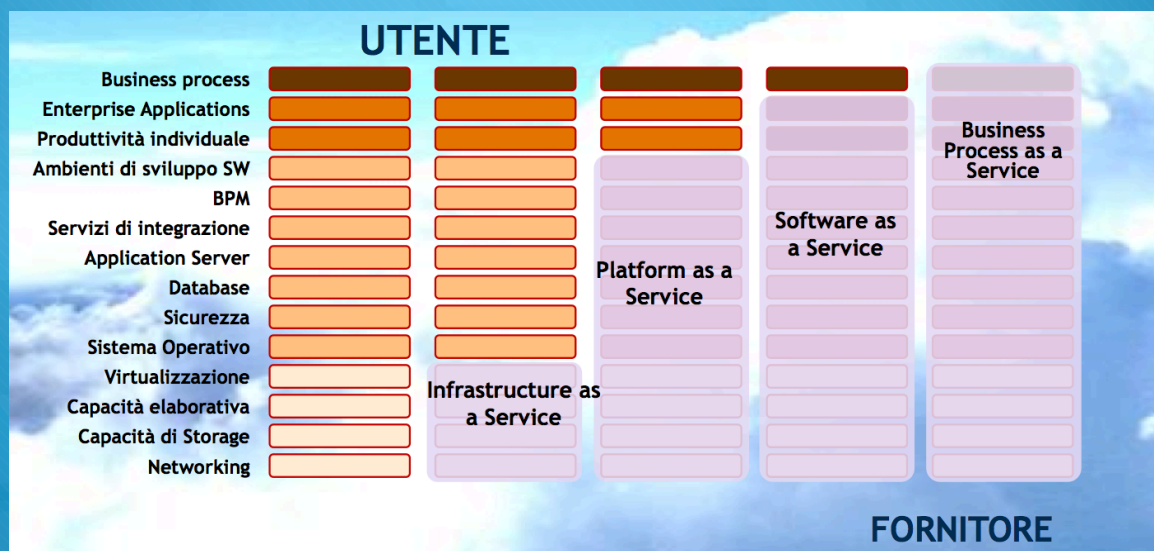 UTENTE
Business process
Enterprise Applications
Produttività individuale
Ambienti di sviluppo SW
BPM
Servizi di integrazione
Application Server
Database
Sicurezza
Sistema Operativo
Virtualizzazione
Capacità elaborativa
Capacità di Storage
Networking
Infrastructure as
a Service
Platform as a
Service
Software as
a Service
Business
Process as a
Service
FORNITORE